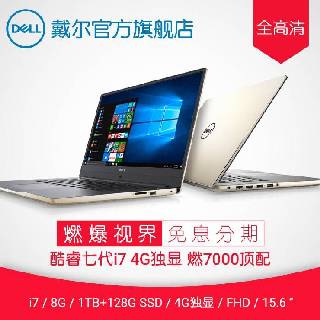 DELL 戴尔官方旗舰店 全高清
燃爆视界 免息分期
酷睿七代i7 4G独显 燃7000顶配
i7 / 8G / 1TB+128G SSD / 4G独显 / FHD / 15.6＂